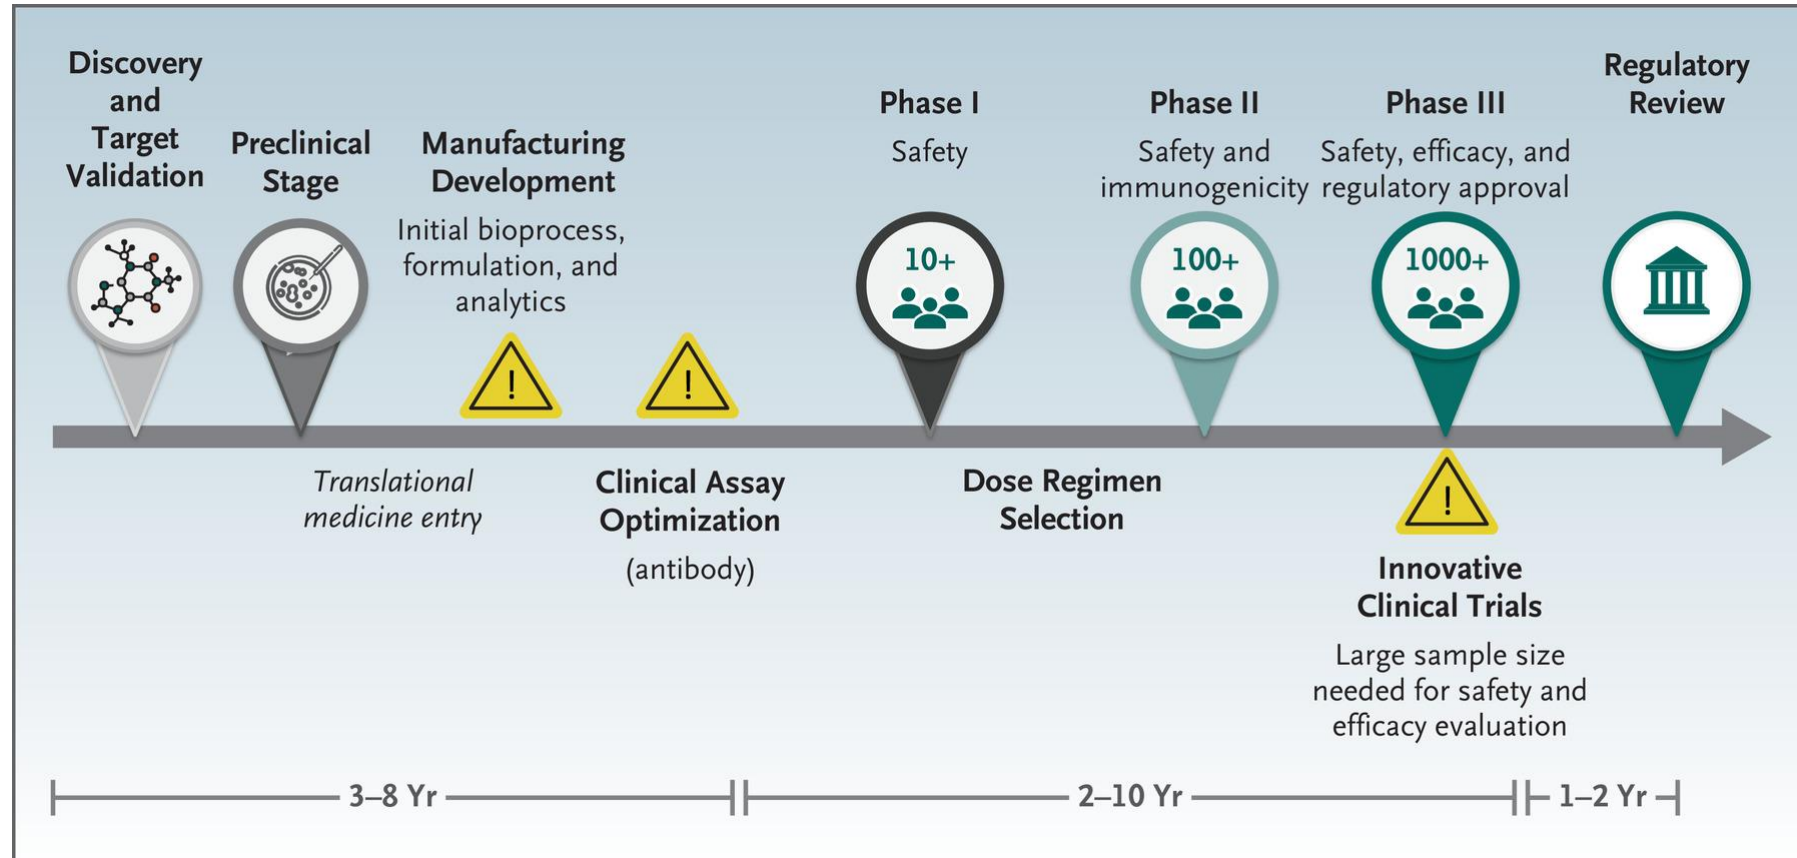 Discovery
and
Target
Validation
Preclinical
Stage
Manufacturing
Development
Initial bioprocess,
formulation, and
analytics
!
!
Phase I
Safety
10+
Phase II
Safety and
immunogenicity
100+
Phase III
Safety, efficacy, and
regulatory approval
1000+
Regulatory
Review
Translational
medicine entry
Clinical Assay
Optimization
(antibody)
Dose Regimen
Selection
!
Innovative
Clinical Trials
Large sample size
needed for safety and
efficacy evaluation
3–8 Yr
2–10 Yr
1–2 Yr